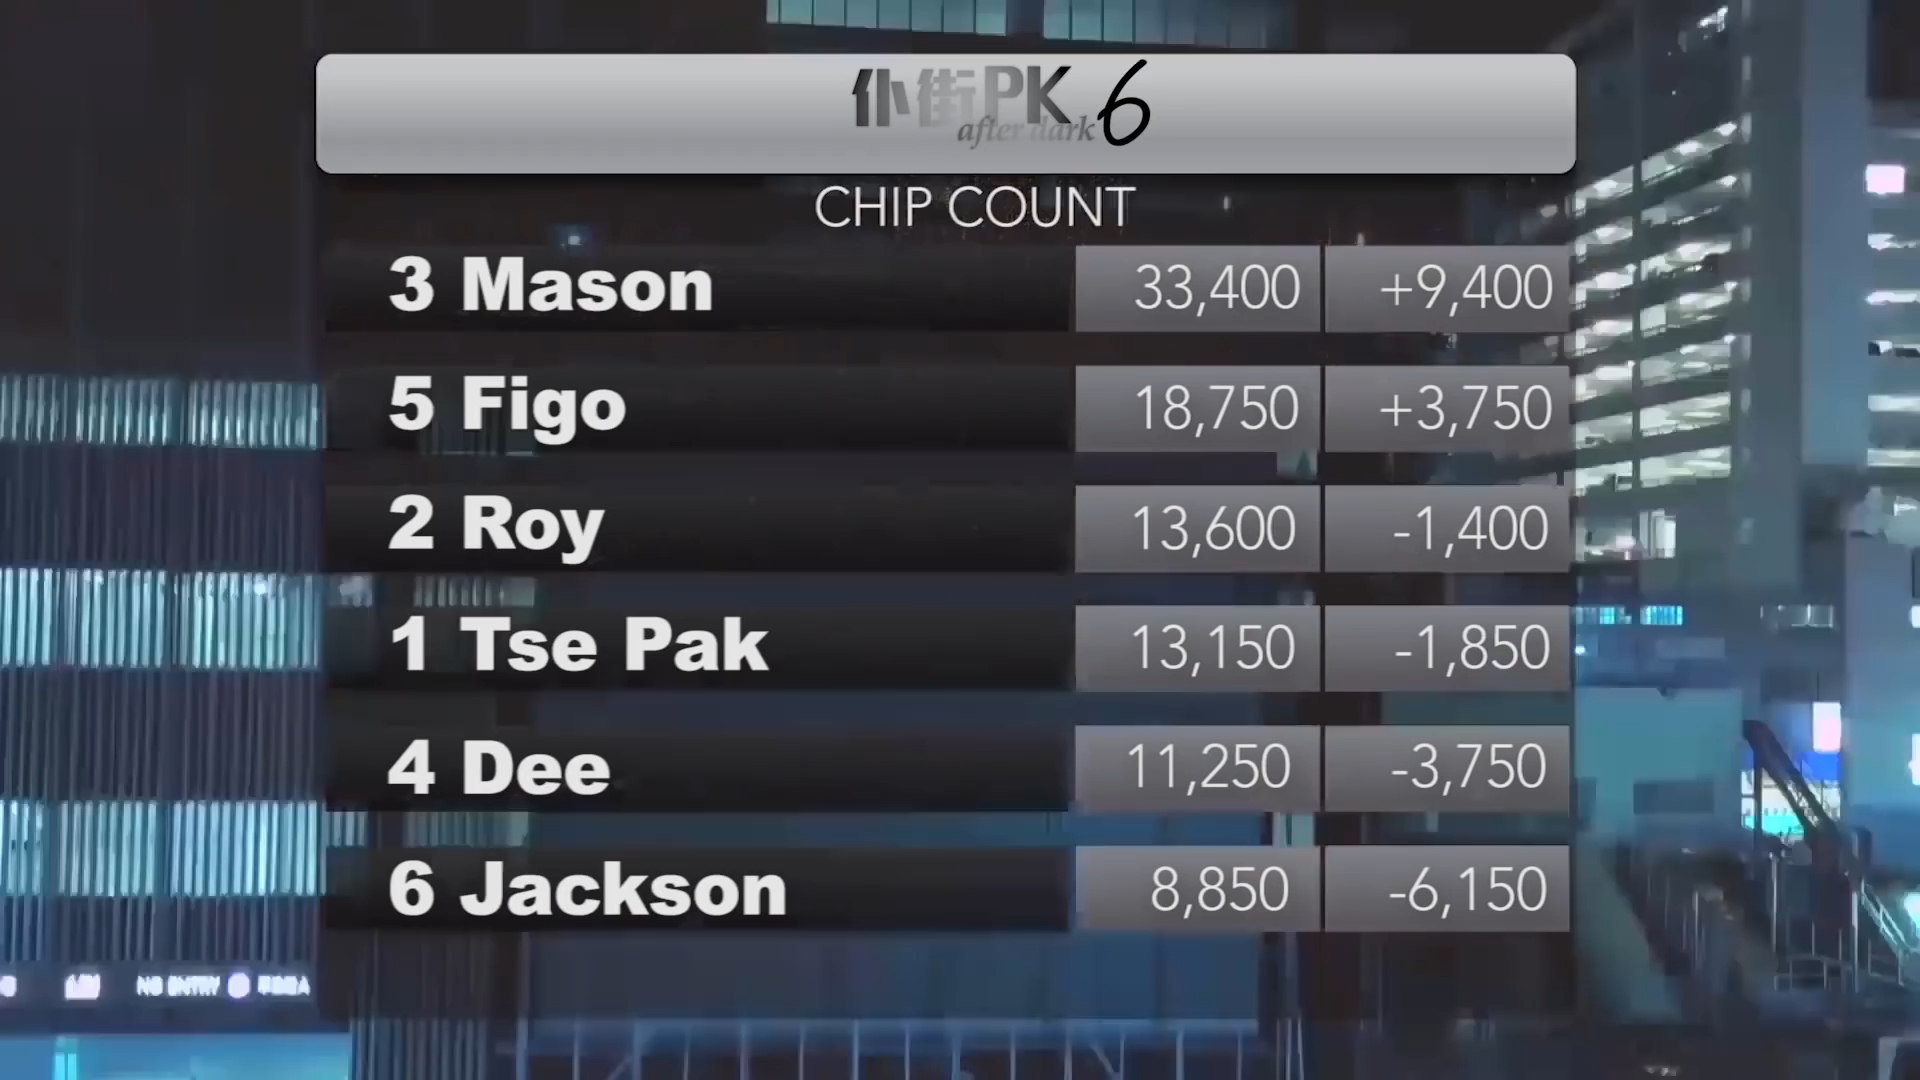 仆街PK 6
after dark
CHIP COUNT
3 Mason 33,400 +9,400
5 Figo 18,750 +3,750
2 Roy 13,600 -1,400
1 Tse Pak 13,150 -1,850
4 Dee 11,250 -3,750
6 Jackson 8,850 -6,150
NO ENTRY